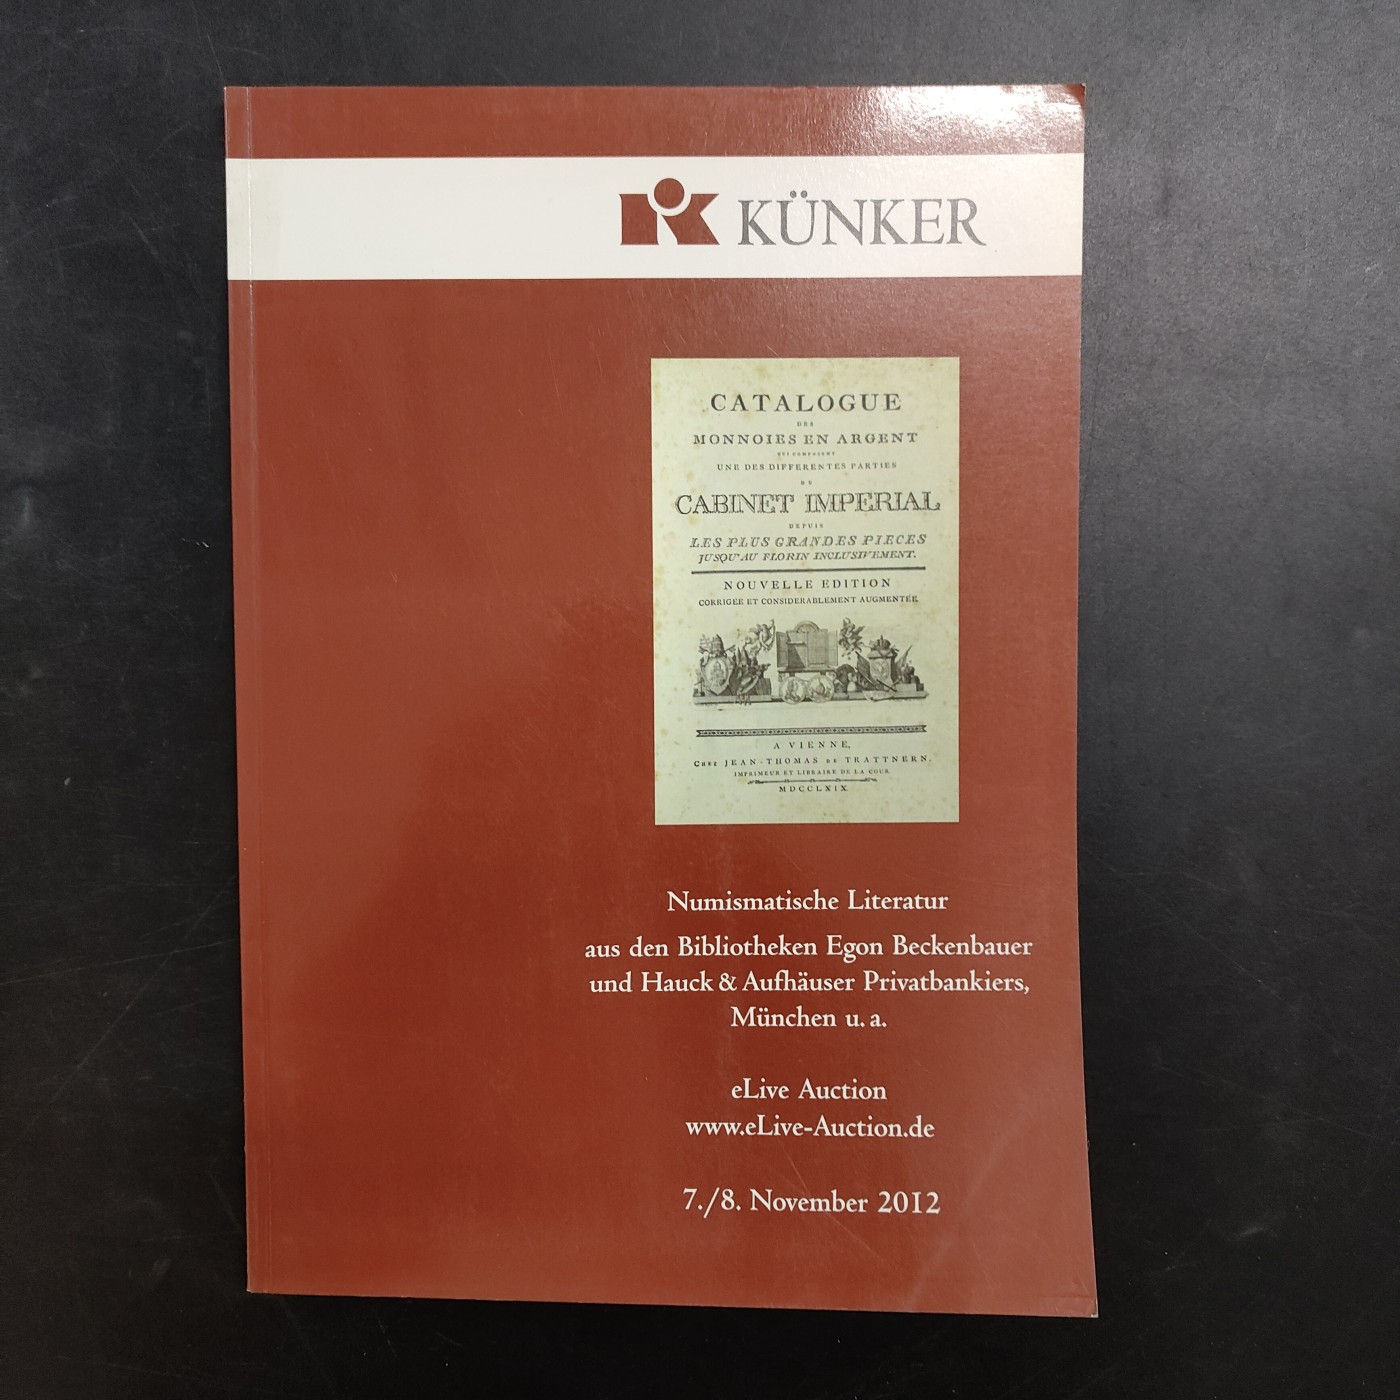 KÜNKER
CATALOGUE
DES
MONNOIES EN ARGENT
QUI COMPOSENT
UNE DES DIFFERENTES PARTIES
DU
CABINET IMPERIAL
DEPUIS
LES PLUS GRANDES PIECES
JUSQU'AU FLORIN INCLUSIVEMENT.
NOUVELLE EDITION
CORRIGÉE ET CONSIDERABLEMENT AUGMENTÉE.
A VIENNE,
CHEZ JEAN-THOMAS DE TRATTNERN,
IMPRIMEUR ET LIBRAIRE DE LA COUR.
MDCCLXIX.
Numismatische Literatur
aus den Bibliotheken Egon Beckenbauer
und Hauck & Aufhäuser Privatbankiers,
München u. a.
eLive Auction
www.eLive-Auction.de
7./8. November 2012